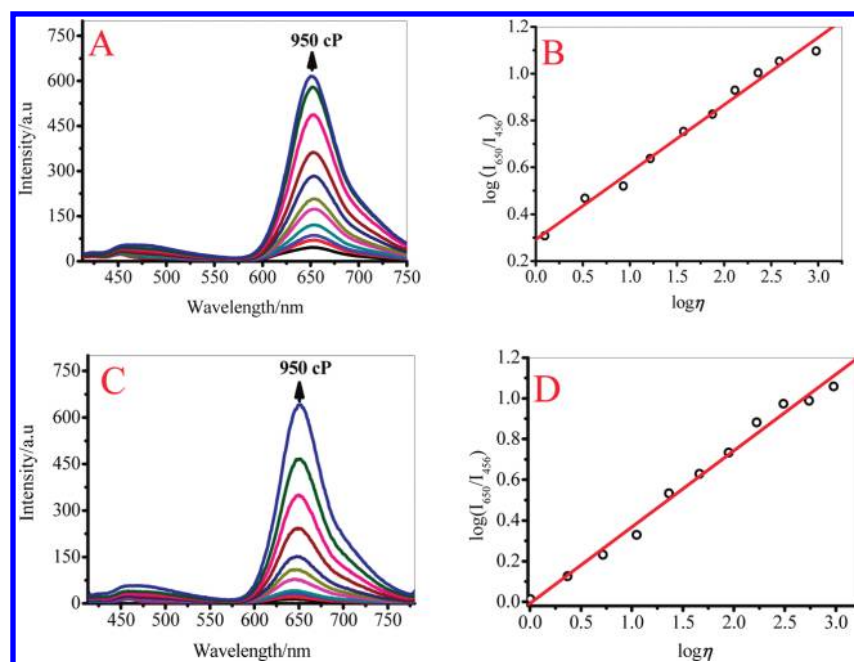 A
950 cP
Intensity/a.u
750
600
450
300
150
0
450 500 550 600 650 700 750
Wavelength/nm
B
log (I650/I456)
1.2
1.0
0.8
0.6
0.4
0.2
0.0 0.5 1.0 1.5 2.0 2.5 3.0
logη
C
950 cP
Intensity/a.u
750
600
450
300
150
0
450 500 550 600 650 700 750
Wavelength/nm
D
log(I650/I456)
1.2
1.0
0.8
0.6
0.4
0.2
0.0
0.0 0.5 1.0 1.5 2.0 2.5 3.0
logη